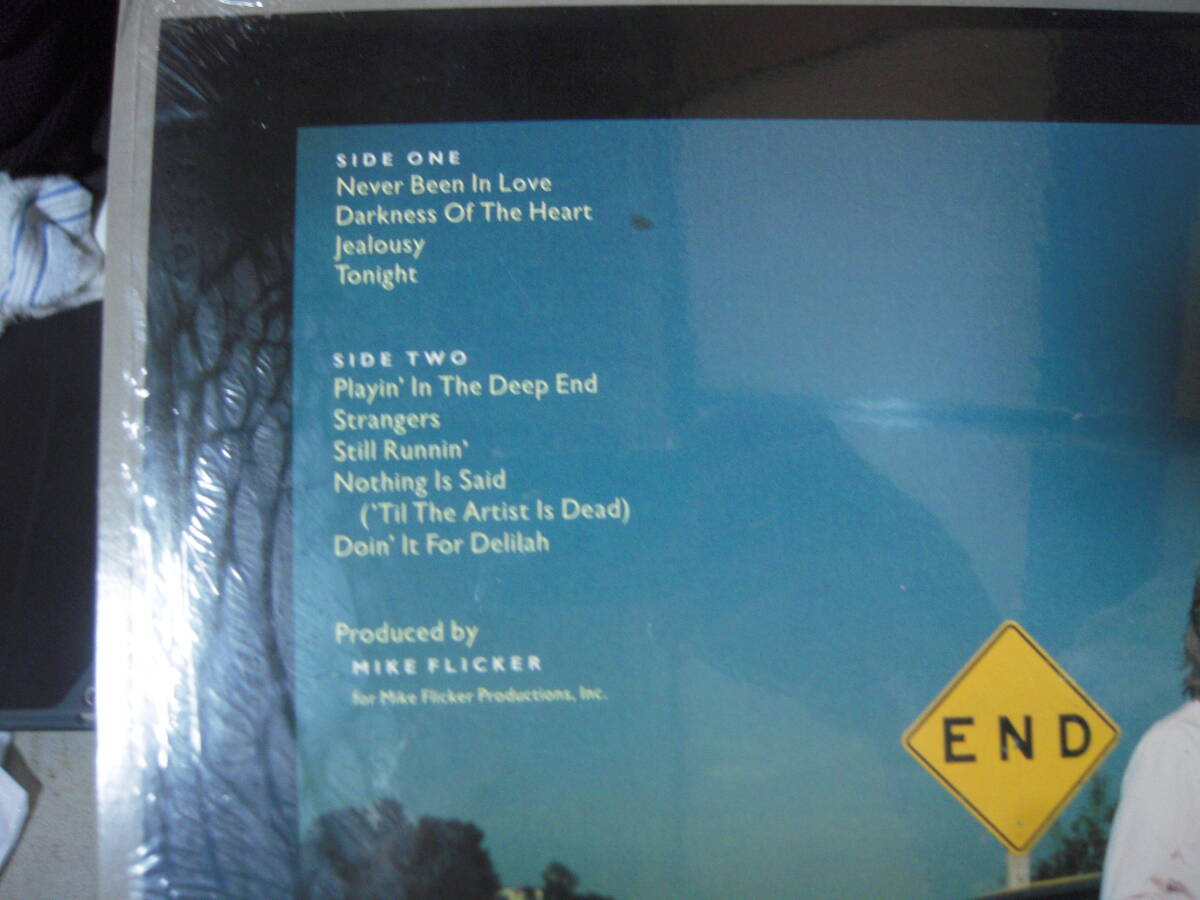 SIDE ONE
Never Been In Love
Darkness Of The Heart
Jealousy
Tonight
SIDE TWO
Playin' In The Deep End
Strangers
Still Runnin'
Nothing Is Said
('Til The Artist Is Dead)
Doin' It For Delilah
Produced by
MIKE FLICKER
for Mike Flicker Productions, Inc.
END